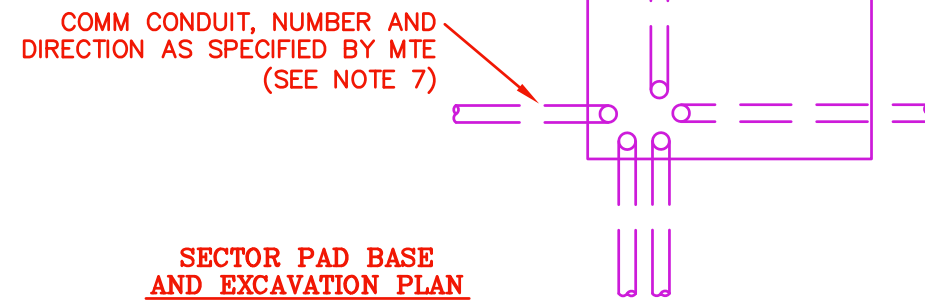 COMM CONDUIT, NUMBER AND
DIRECTION AS SPECIFIED BY MTE
(SEE NOTE 7)
SECTOR PAD BASE
AND EXCAVATION PLAN